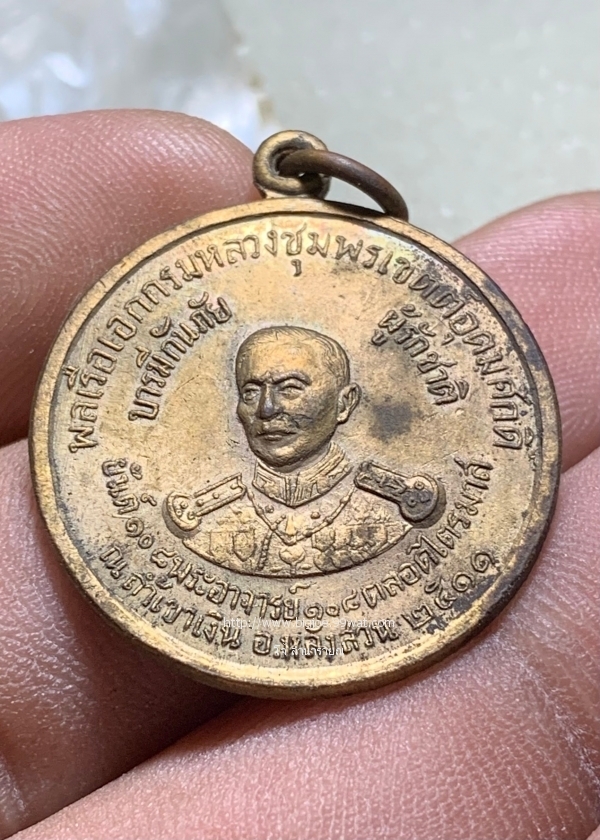 พลเรือเอกกรมหลวงชุมพรเขตต์อุดมศักดิ์
บารมีกันภัย
ผู้รักชาติ
ยันต์๑๐๘พระอาจารย์๑๐๘ตลอดไตรมาส
ณ.ถ้ำเขาเงิน อ.หลังสวน ๒๕๑๑